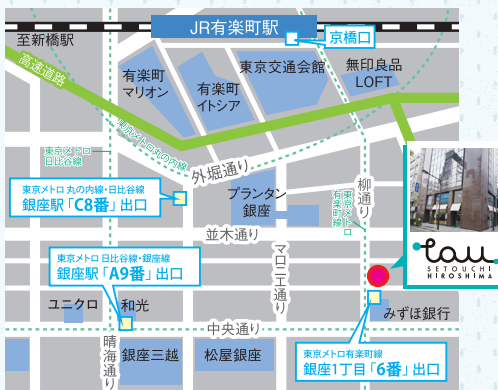 JR有楽町駅
至新橋駅
京橋口
高速道路
有楽町
マリオン
有楽町
イトシア
東京交通会館
無印良品
LOFT
東京メトロ
日比谷線
東京メトロ丸の内線
外堀通り
柳通り
東京メトロ
有楽町線
東京メトロ 丸の内線・日比谷線
銀座駅「C8番」出口
プランタン
銀座
並木通り
マロニエ通り
東京メトロ 日比谷線・銀座線
銀座駅「A9番」出口
tau
SETOUCHI
HIROSHIMA
ユニクロ
和光
みずほ銀行
中央通り
晴海通り
銀座三越
松屋銀座
東京メトロ有楽町線
銀座1丁目「6番」出口